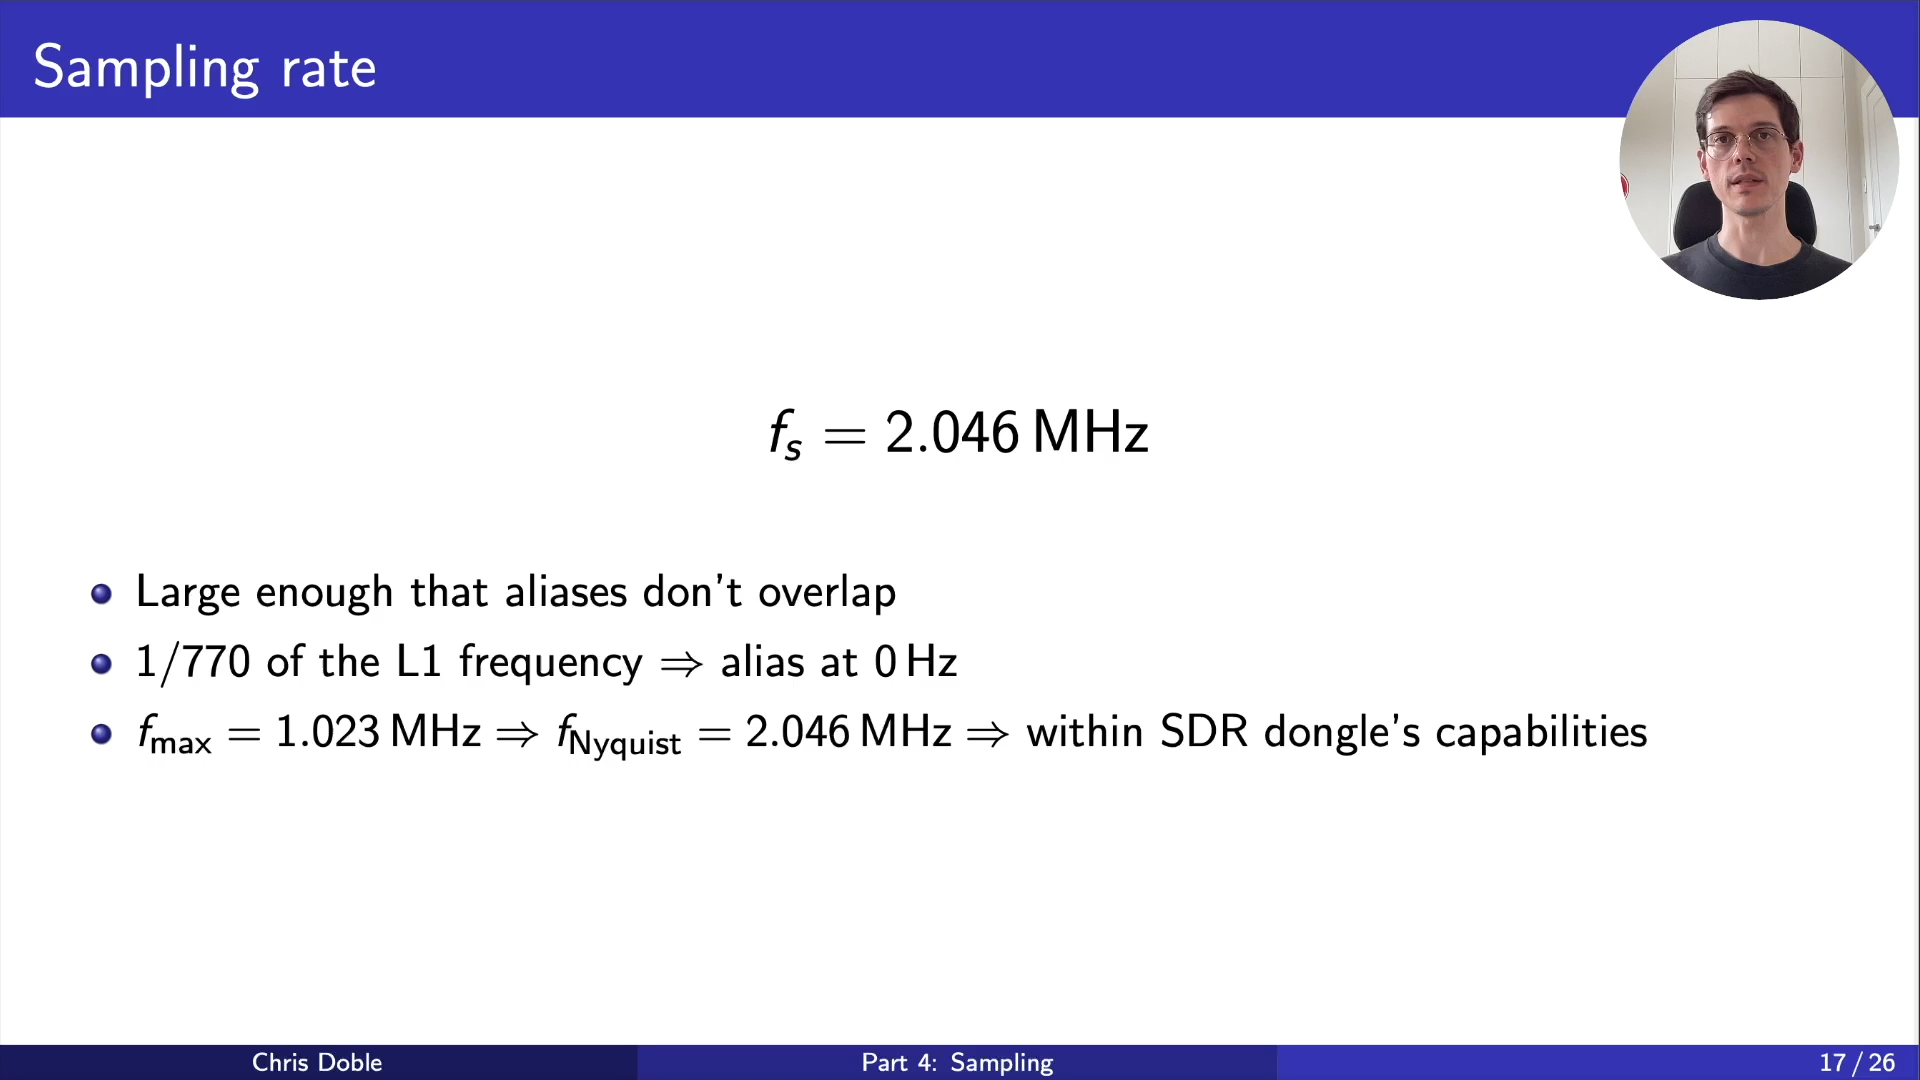 Sampling rate
fₛ = 2.046 MHz
Large enough that aliases don't overlap
1/770 of the L1 frequency ⇒ alias at 0 Hz
f_max = 1.023 MHz ⇒ f_Nyquist = 2.046 MHz ⇒ within SDR dongle's capabilities
Chris Doble
Part 4: Sampling
17 / 26